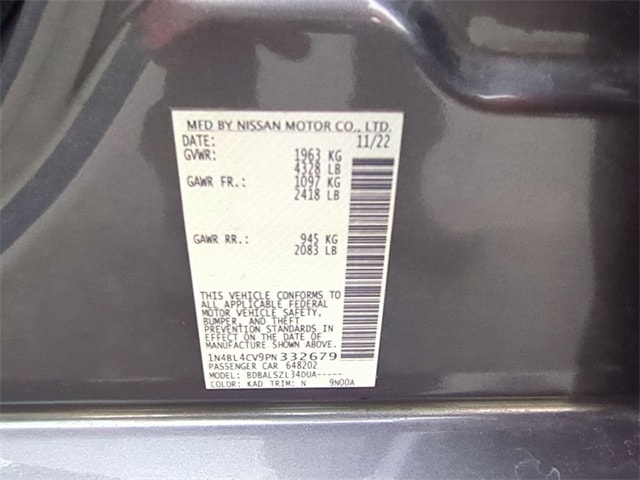 MFD BY NISSAN MOTOR CO., LTD.
DATE: 11/22
GVWR: 1963 KG
4328 LB
GAWR FR.: 1097 KG
2418 LB
GAWR RR.: 945 KG
2083 LB
THIS VEHICLE CONFORMS TO
ALL APPLICABLE FEDERAL
MOTOR VEHICLE SAFETY,
BUMPER, AND THEFT
PREVENTION STANDARDS IN
EFFECT ON THE DATE OF
MANUFACTURE SHOWN ABOVE.
1N4BL4CV9PN332679
PASSENGER CAR 648202
MODEL: BDBALSZL34DUA-----
COLOR: KAD TRIM: N 9N00A